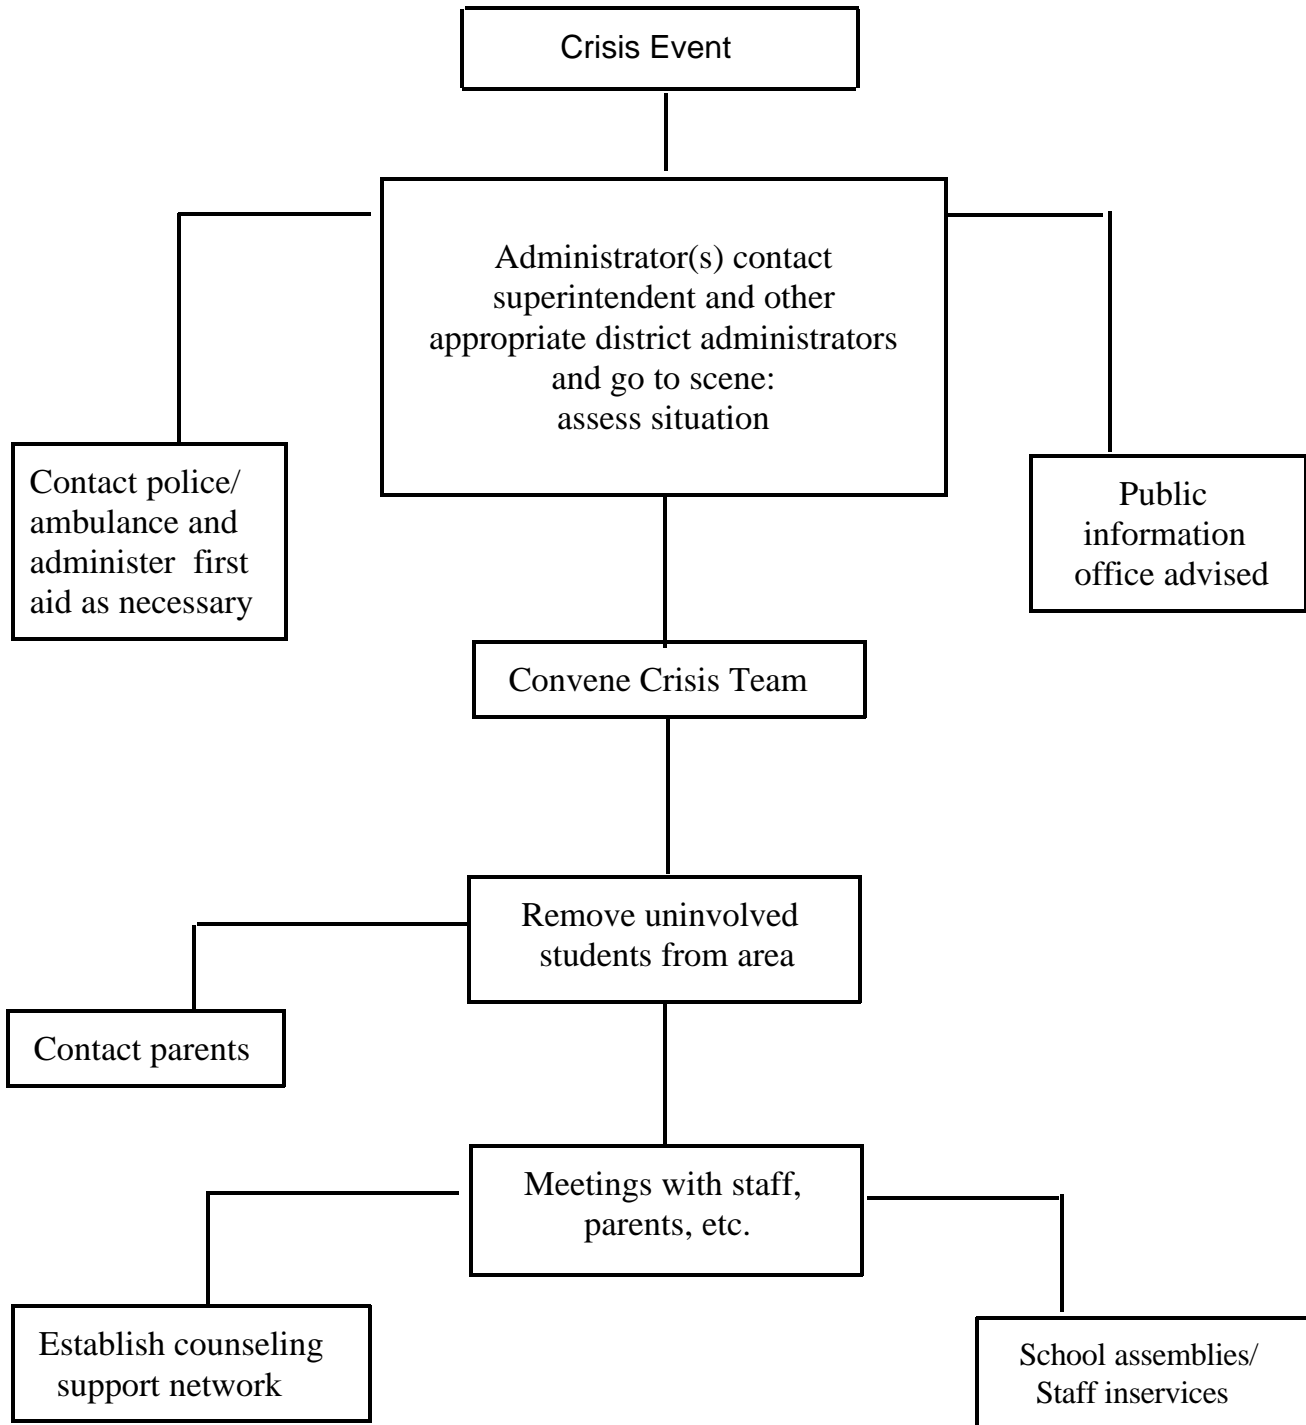 Crisis Event
Administrator(s) contact
superintendent and other
appropriate district administrators
and go to scene:
assess situation
Contact police/
ambulance and
administer first
aid as necessary
Public
information
office advised
Convene Crisis Team
Remove uninvolved
students from area
Contact parents
Meetings with staff,
parents, etc.
Establish counseling
support network
School assemblies/
Staff inservices